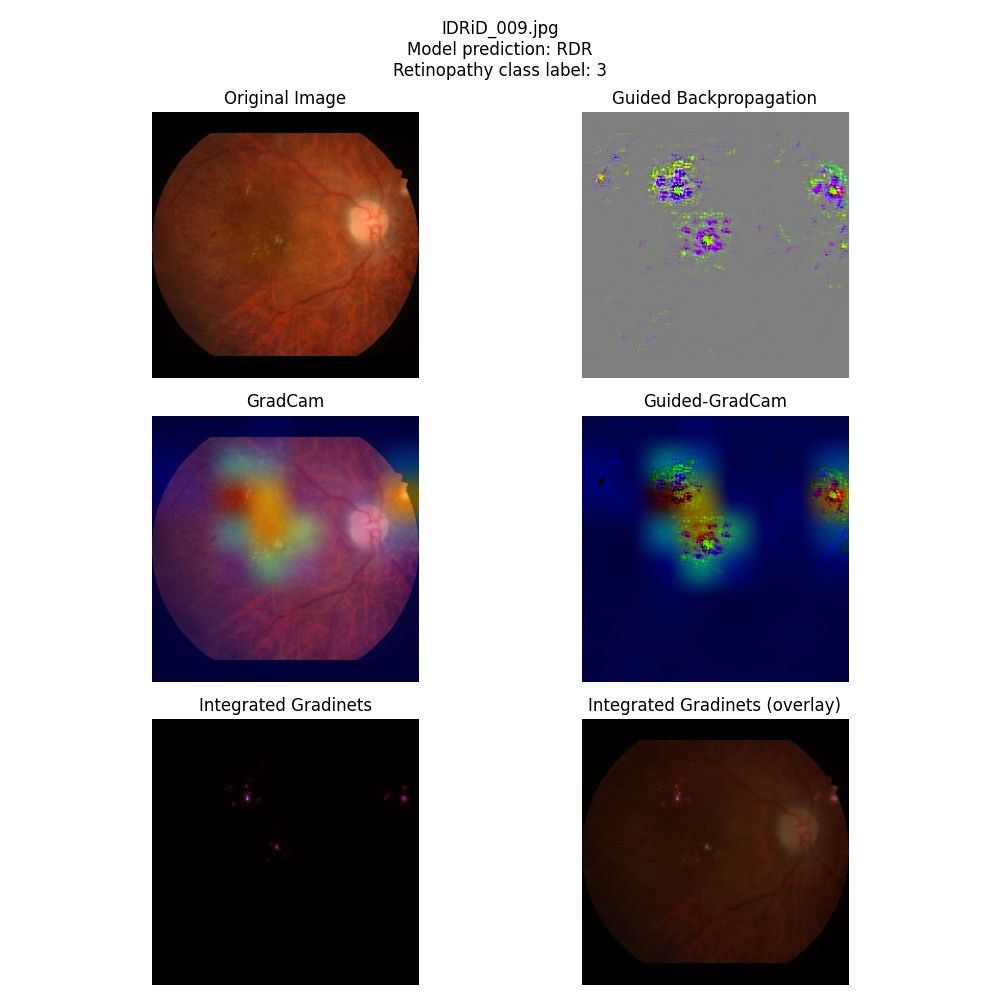 IDRiD_009.jpg
Model prediction: RDR
Retinopathy class label: 3
Original Image
Guided Backpropagation
GradCam
Guided-GradCam
Integrated Gradinets
Integrated Gradinets (overlay)